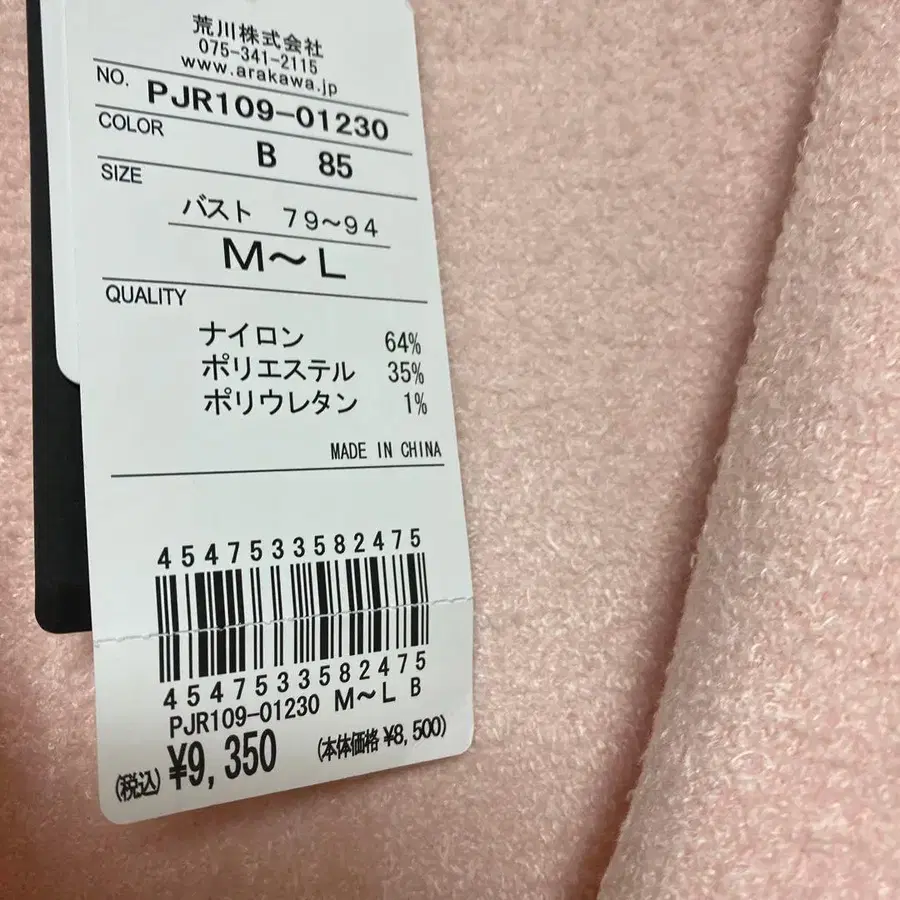 荒川株式会社
075-341-2115
www.arakawa.jp
NO. PJR109-01230
COLOR
B 85
SIZE
バスト 79〜94
M〜L
QUALITY
ナイロン 64%
ポリエステル 35%
ポリウレタン 1%
MADE IN CHINA
4547533582475
4547533582475
PJR109-01230 M〜L B
(税込) ¥9,350 (本体価格 ¥8,500)